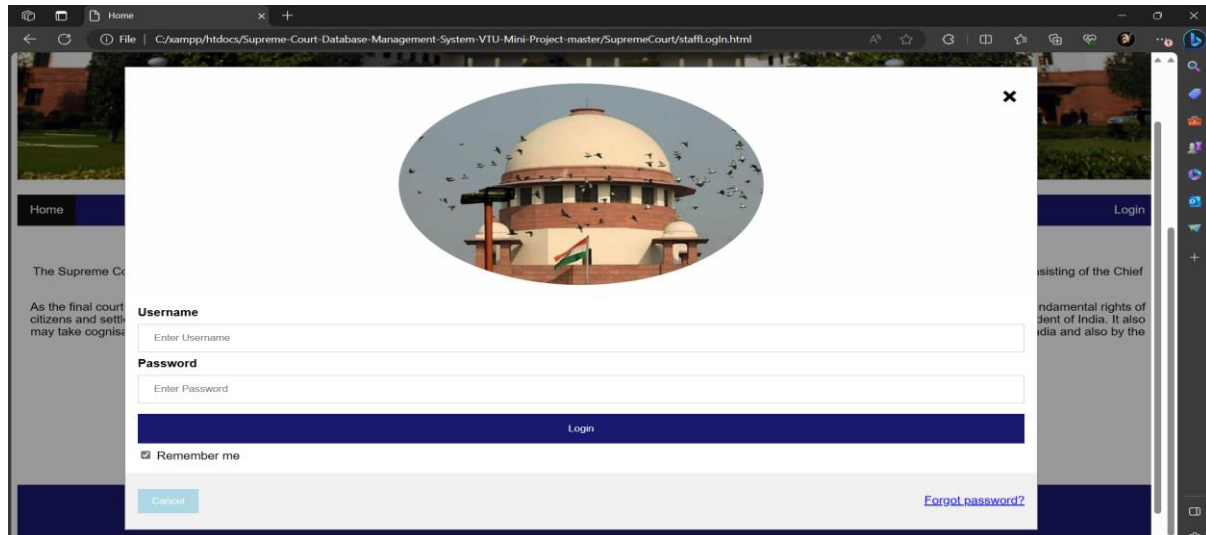 Home
File | C:/xampp/htdocs/Supreme-Court-Database-Management-System-VTU-Mini-Project-master/SupremeCourt/staffLogIn.html
Home
Login
The Supreme Co
nsisting of the Chief
As the final court
ndamental rights of
citizens and settl
dent of India. It also
may take cognisa
ndia and also by the
Username
Enter Username
Password
Enter Password
Login
Remember me
Cancel
Forgot password?